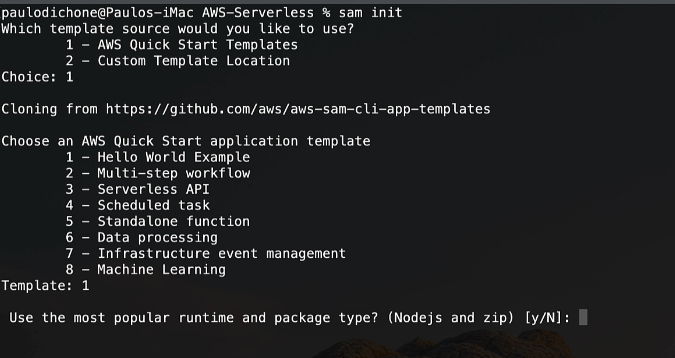 paulodichone@Paulos-iMac AWS-Serverless % sam init
Which template source would you like to use?
1 – AWS Quick Start Templates
2 – Custom Template Location
Choice: 1
Cloning from https://github.com/aws/aws-sam-cli-app-templates
Choose an AWS Quick Start application template
1 – Hello World Example
2 – Multi-step workflow
3 – Serverless API
4 – Scheduled task
5 – Standalone function
6 – Data processing
7 – Infrastructure event management
8 – Machine Learning
Template: 1
Use the most popular runtime and package type? (Nodejs and zip) [y/N]: